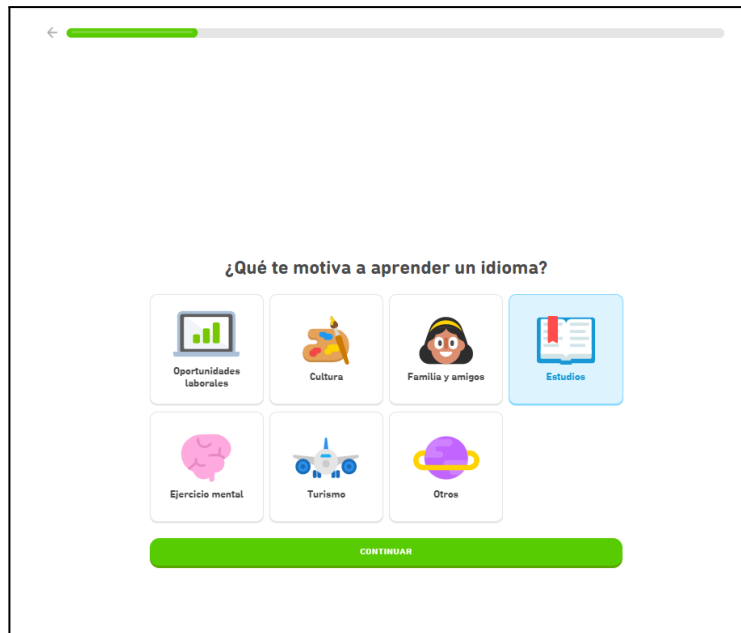 ¿Qué te motiva a aprender un idioma?
Oportunidades
laborales
Cultura
Familia y amigos
Estudios
Ejercicio mental
Turismo
Otros
CONTINUAR